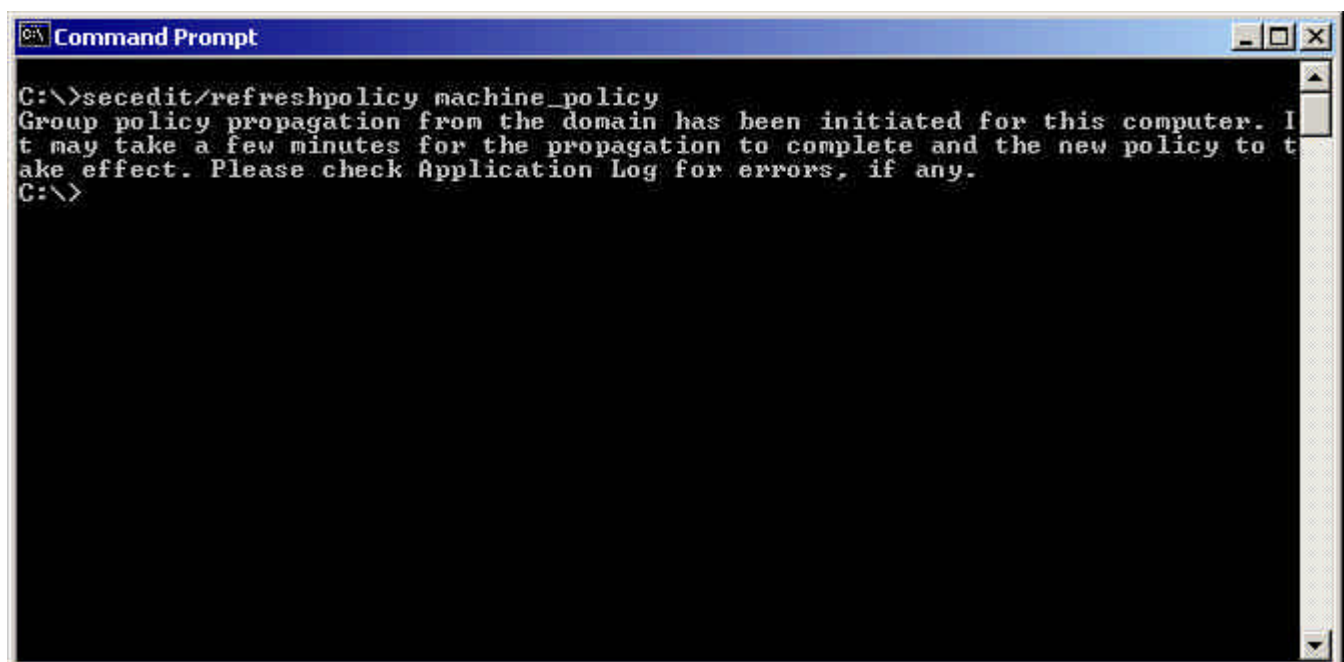 Command Prompt
C:\>secedit/refreshpolicy machine_policy
Group policy propagation from the domain has been initiated for this computer. I
t may take a few minutes for the propagation to complete and the new policy to t
ake effect. Please check Application Log for errors, if any.
C:\>